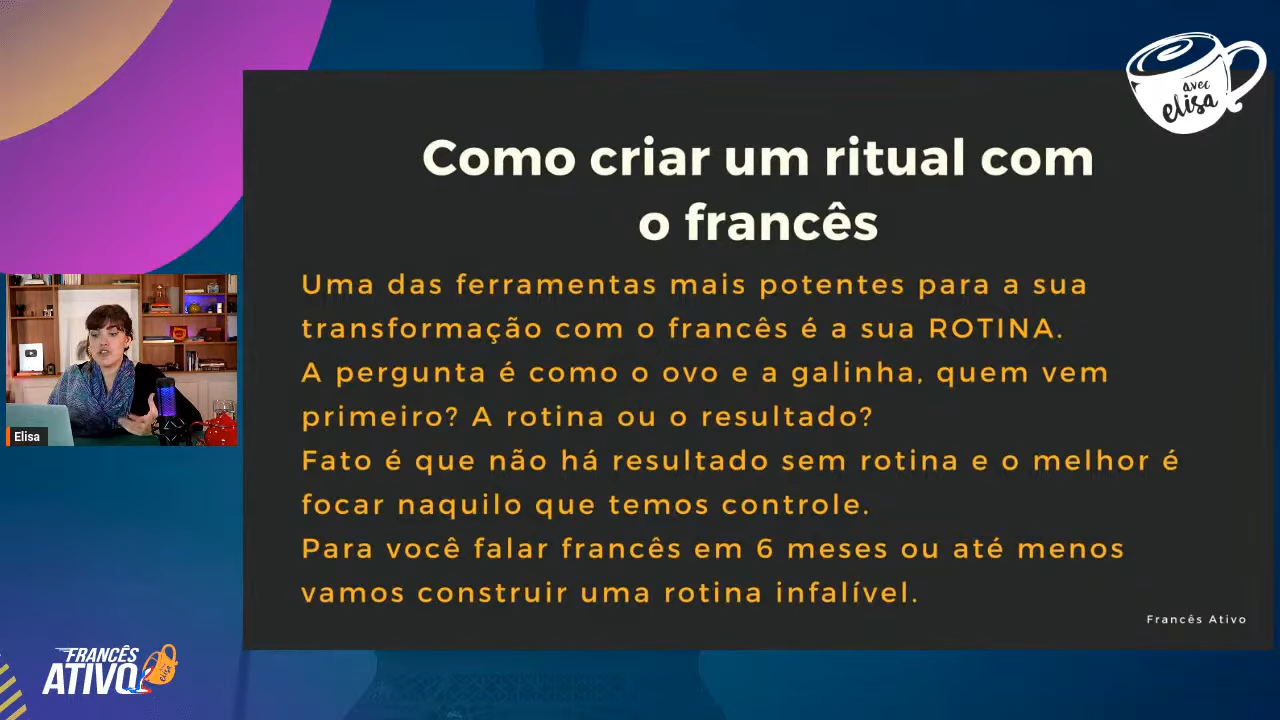 avec
elisa
Como criar um ritual com
o francês
Uma das ferramentas mais potentes para a sua
transformação com o francês é a sua ROTINA.
A pergunta é como o ovo e a galinha, quem vem
primeiro? A rotina ou o resultado?
Fato é que não há resultado sem rotina e o melhor é
focar naquilo que temos controle.
Para você falar francês em 6 meses ou até menos
vamos construir uma rotina infalível.
Francês Ativo
Elisa
FRANCÊS
ATIVO
elisa